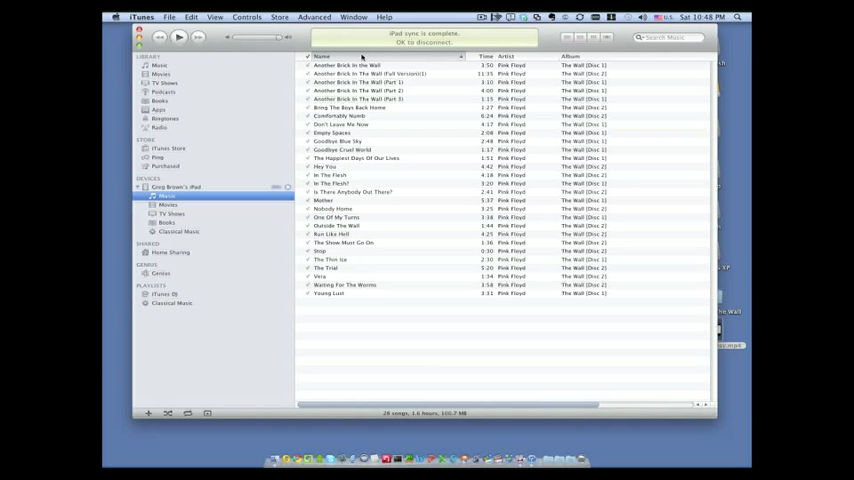 iTunes File Edit View Controls Store Advanced Window Help U.S. Sat 10:48 PM
iPad sync is complete.
OK to disconnect.
Search Music
LIBRARY
Music
Movies
TV Shows
Podcasts
Books
Apps
Ringtones
Radio
STORE
iTunes Store
Ping
Purchased
DEVICES
Greg Brown's iPad
Music
Movies
TV Shows
Books
Classical Music
SHARED
Home Sharing
GENIUS
Genius
PLAYLISTS
iTunes DJ
Classical Music
Name Time Artist Album
Another Brick In the Wall 3:50 Pink Floyd The Wall [Disc 1]
Another Brick In The Wall (Full Version)(1) 11:35 Pink Floyd The Wall [Disc 2]
Another Brick In The Wall (Part 1) 3:10 Pink Floyd The Wall [Disc 1]
Another Brick In The Wall (Part 2) 4:00 Pink Floyd The Wall [Disc 1]
Another Brick In The Wall (Part 3) 1:15 Pink Floyd The Wall [Disc 1]
Bring The Boys Back Home 1:27 Pink Floyd The Wall [Disc 2]
Comfortably Numb 6:24 Pink Floyd The Wall [Disc 2]
Don't Leave Me Now 4:17 Pink Floyd The Wall [Disc 1]
Empty Spaces 2:08 Pink Floyd The Wall [Disc 1]
Goodbye Blue Sky 2:48 Pink Floyd The Wall [Disc 1]
Goodbye Cruel World 1:17 Pink Floyd The Wall [Disc 1]
The Happiest Days Of Our Lives 1:51 Pink Floyd The Wall [Disc 1]
Hey You 4:42 Pink Floyd The Wall [Disc 2]
In The Flesh 4:18 Pink Floyd The Wall [Disc 2]
In The Flesh? 3:20 Pink Floyd The Wall [Disc 1]
Is There Anybody Out There? 2:41 Pink Floyd The Wall [Disc 2]
Mother 5:37 Pink Floyd The Wall [Disc 1]
Nobody Home 3:25 Pink Floyd The Wall [Disc 2]
One Of My Turns 3:38 Pink Floyd The Wall [Disc 1]
Outside The Wall 1:44 Pink Floyd The Wall [Disc 2]
Run Like Hell 4:25 Pink Floyd The Wall [Disc 2]
The Show Must Go On 1:36 Pink Floyd The Wall [Disc 2]
Stop 0:30 Pink Floyd The Wall [Disc 2]
The Thin Ice 2:30 Pink Floyd The Wall [Disc 1]
The Trial 5:20 Pink Floyd The Wall [Disc 2]
Vera 1:34 Pink Floyd The Wall [Disc 2]
Waiting For The Worms 3:58 Pink Floyd The Wall [Disc 2]
Young Lust 3:31 Pink Floyd The Wall [Disc 1]
28 songs, 1.6 hours, 100.7 MB
XP
he Wall